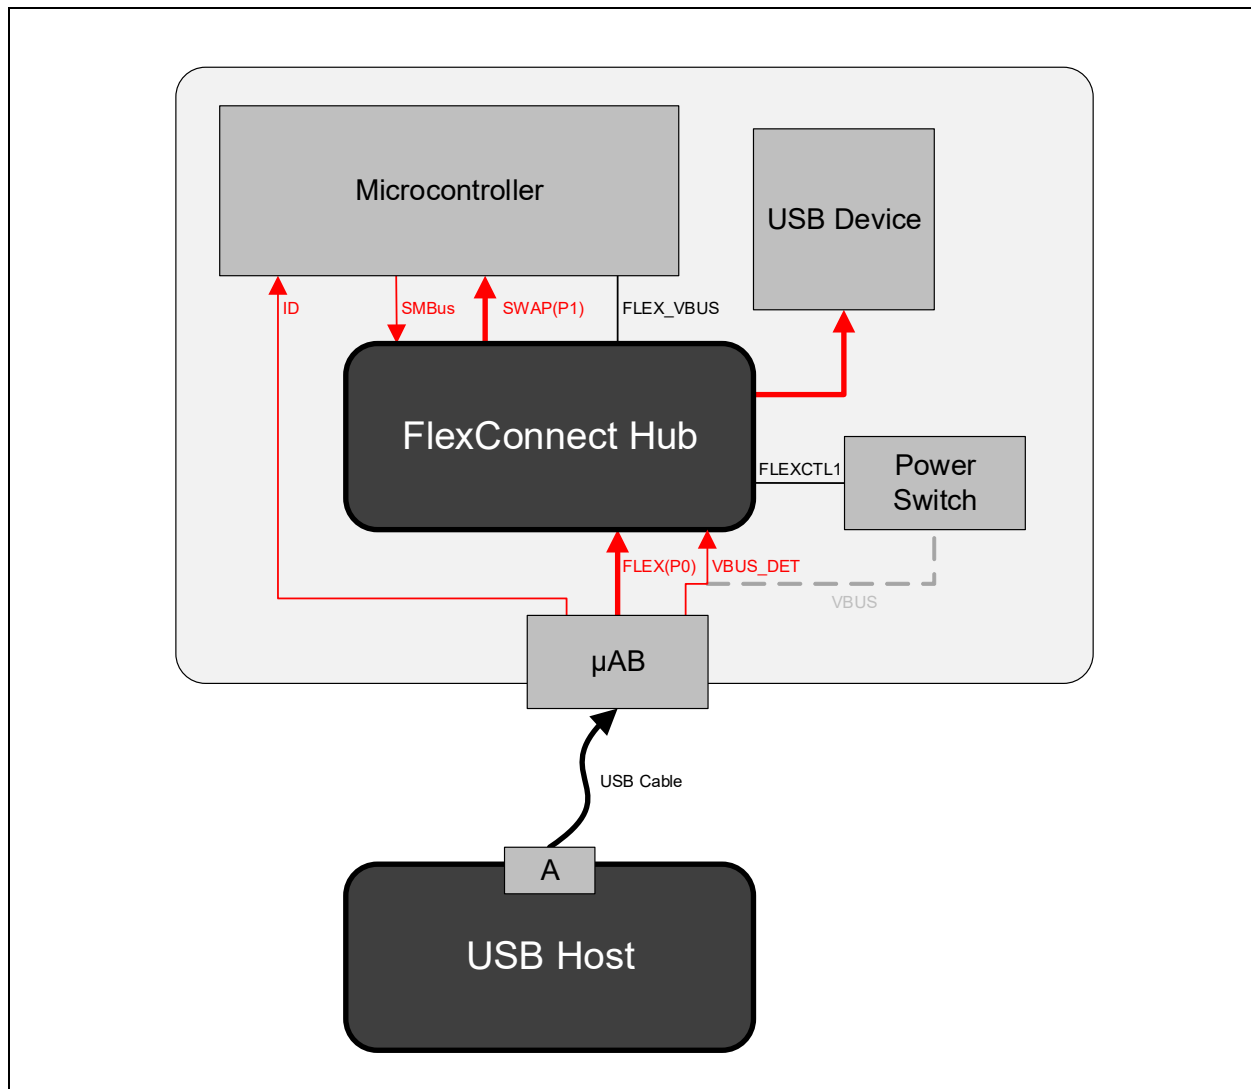 Microcontroller
USB Device
ID
SMBus
SWAP(P1)
FLEX_VBUS
FlexConnect Hub
FLEXCTL1
Power
Switch
FLEX(P0)
VBUS_DET
VBUS
µAB
USB Cable
A
USB Host